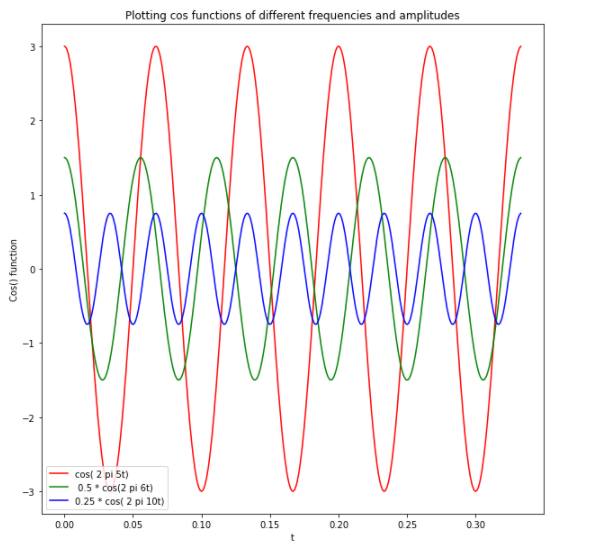 Plotting cos functions of different frequencies and amplitudes
3
2
1
0
−1
−2
−3
Cos() function
cos( 2 pi 5t)
0.5 * cos(2 pi 6t)
0.25 * cos( 2 pi 10t)
0.00 0.05 0.10 0.15 0.20 0.25 0.30
t